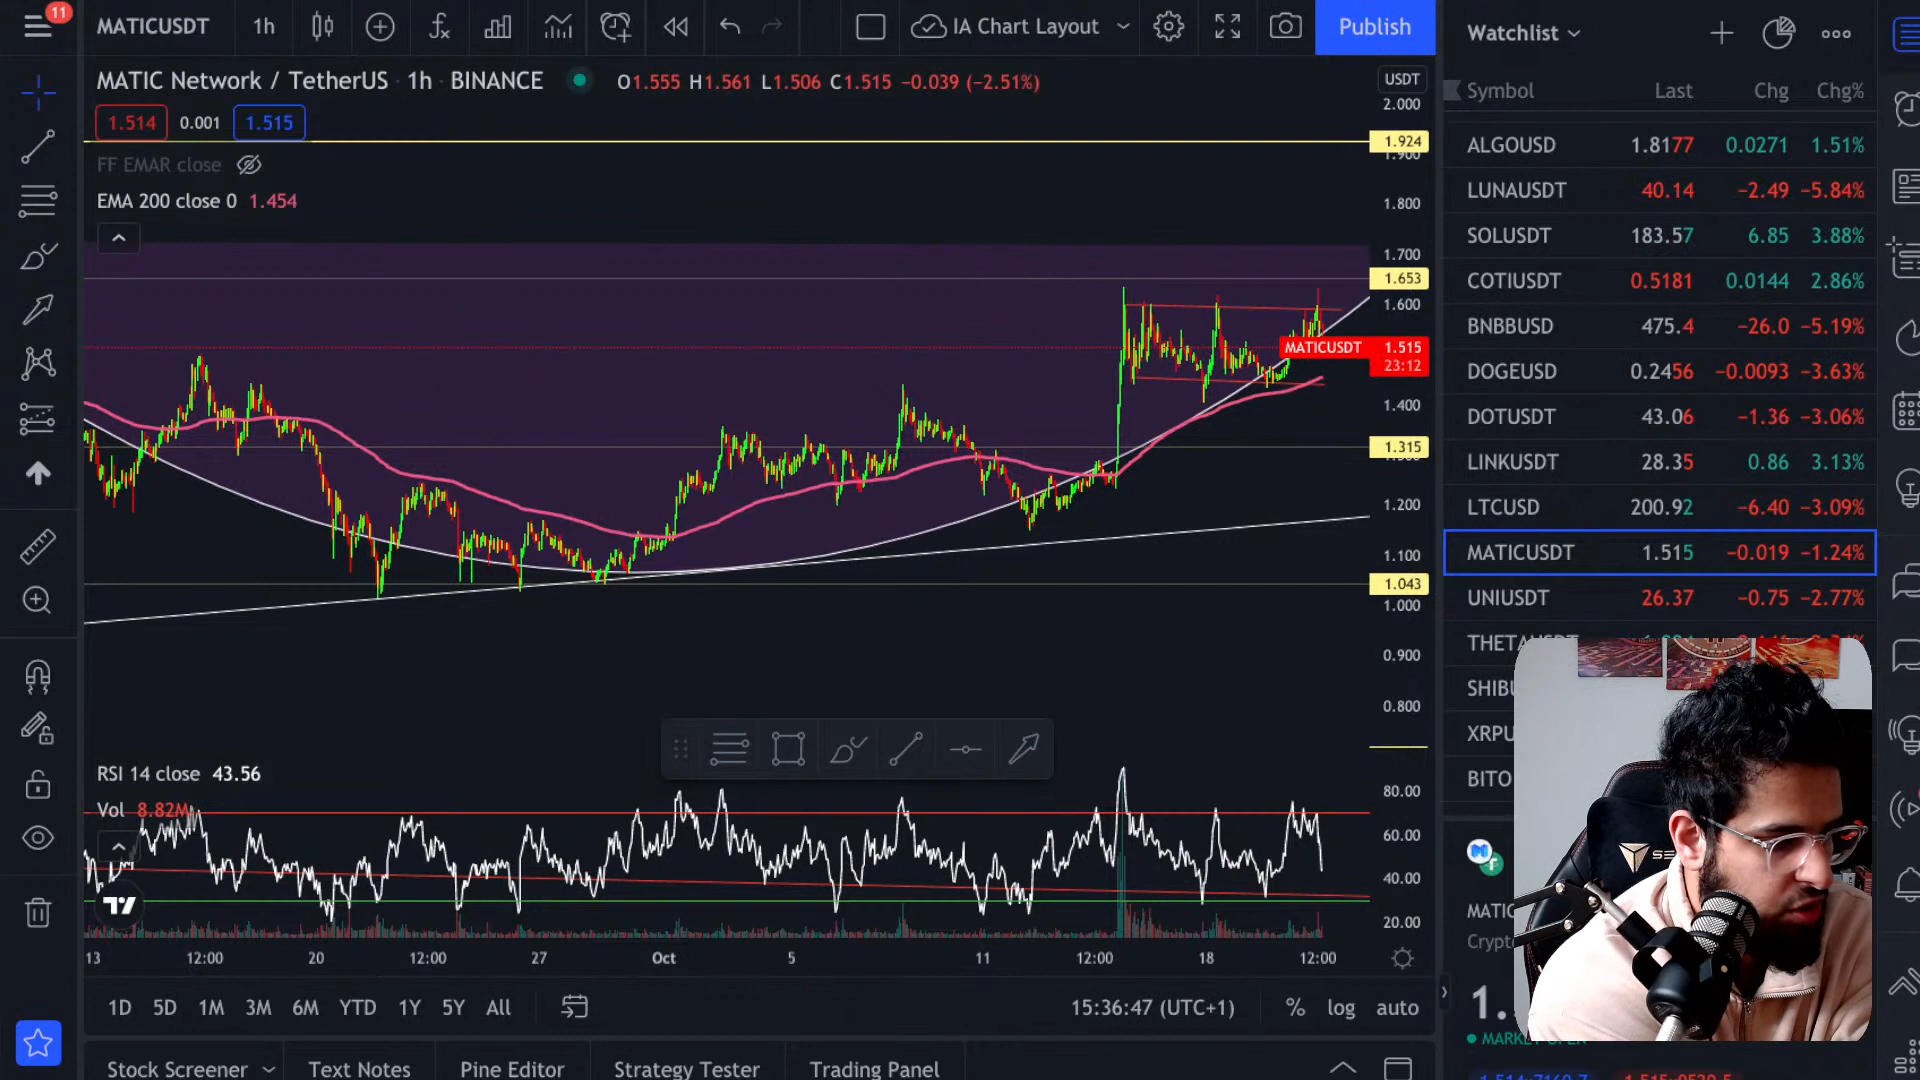 11
MATICUSDT 1h IA Chart Layout Publish
MATIC Network / TetherUS · 1h · BINANCE O1.555 H1.561 L1.506 C1.515 −0.039 (−2.51%)
1.514 0.001 1.515
FF EMAR close
EMA 200 close 0 1.454
USDT
2.000
1.924
1.900
1.800
1.700
1.653
1.600
MATICUSDT 1.515
23:12
1.400
1.315
1.200
1.100
1.043
1.000
0.900
0.800
RSI 14 close 43.56
Vol 8.82M
80.00
60.00
40.00
20.00
13 12:00 20 12:00 27 Oct 5 11 12:00 18 12:00
1D 5D 1M 3M 6M YTD 1Y 5Y All 15:36:47 (UTC+1) % log auto
Stock Screener Text Notes Pine Editor Strategy Tester Trading Panel
Watchlist
Symbol Last Chg Chg%
ALGOUSD 1.8177 0.0271 1.51%
LUNAUSDT 40.14 −2.49 −5.84%
SOLUSDT 183.57 6.85 3.88%
COTIUSDT 0.5181 0.0144 2.86%
BNBBUSD 475.4 −26.0 −5.19%
DOGEUSD 0.2456 −0.0093 −3.63%
DOTUSDT 43.06 −1.36 −3.06%
LINKUSDT 28.35 0.86 3.13%
LTCUSD 200.92 −6.40 −3.09%
MATICUSDT 1.515 −0.019 −1.24%
UNIUSDT 26.37 −0.75 −2.77%
THETAUSDT
SHIBU
XRPU
BITO
MATIC
Crypto
1.
MARKET OPEN